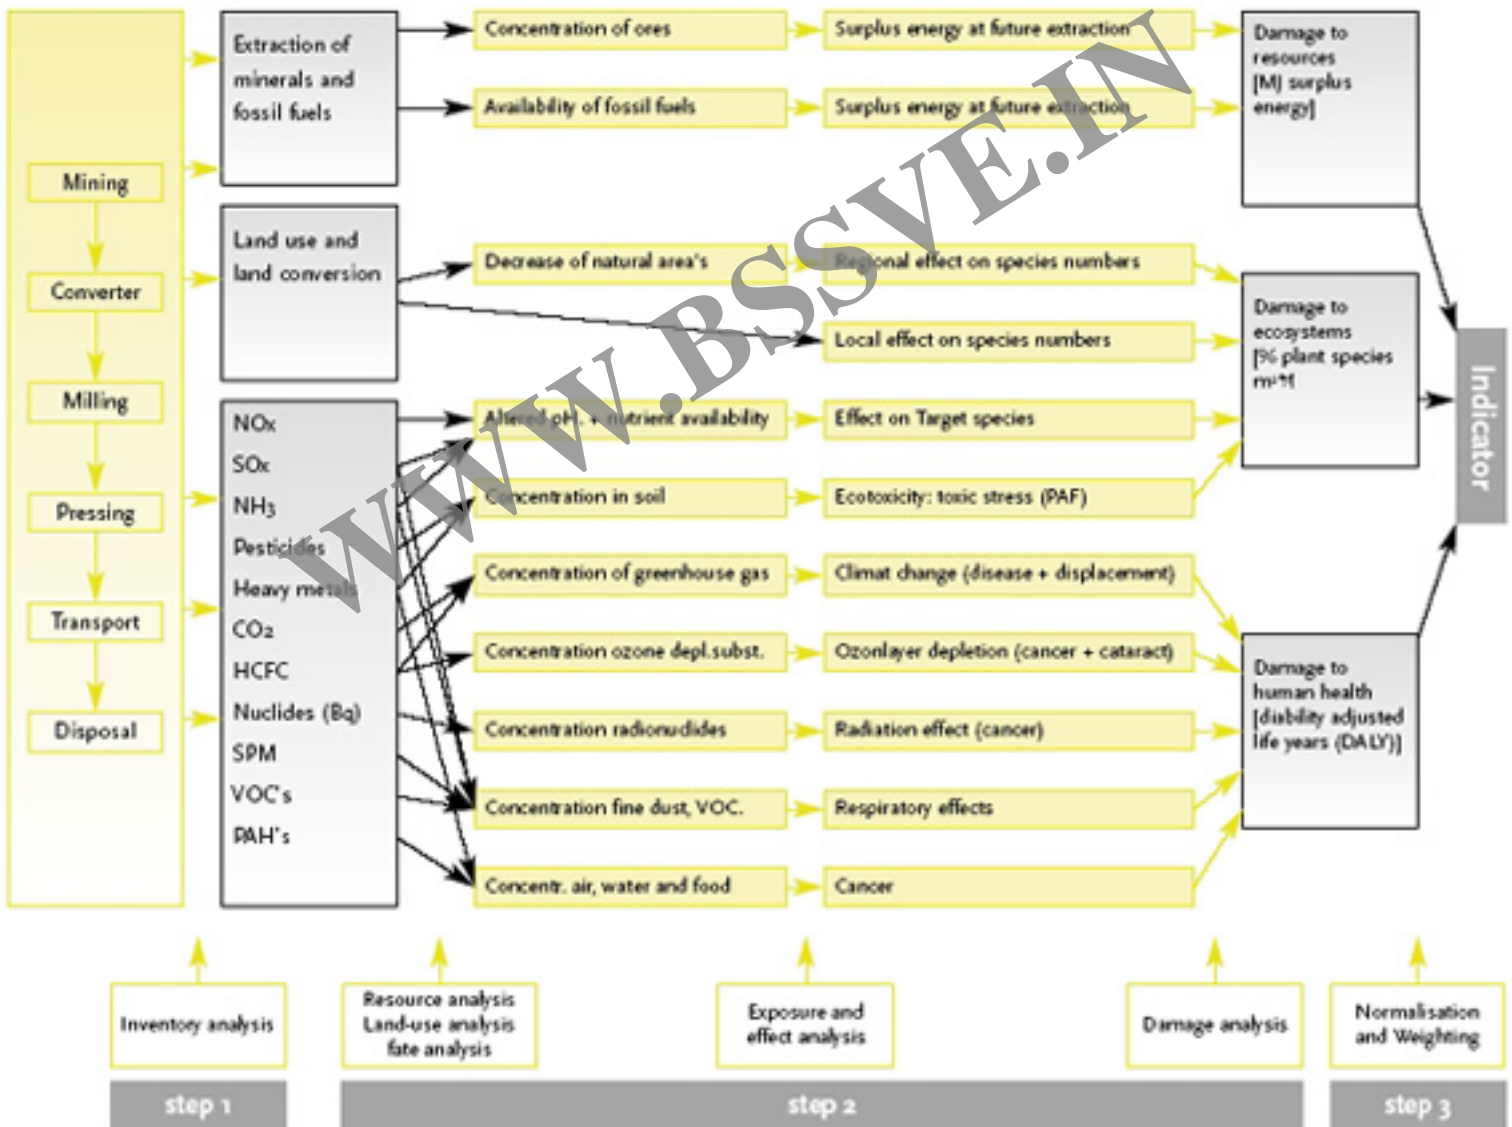 Mining
Converter
Milling
Pressing
Transport
Disposal
Extraction of
minerals and
fossil fuels
Land use and
land conversion
NOx
SOx
NH3
Pesticides
Heavy metals
CO2
HCFC
Nuclides (Bq)
SPM
VOC's
PAH's
Concentration of ores
Availability of fossil fuels
Decrease of natural area's
Altered pH. + nutrient availability
Concentration in soil
Concentration of greenhouse gas
Concentration ozone depl.subst.
Concentration radionuclides
Concentration fine dust, VOC.
Concentr. air, water and food
Surplus energy at future extraction
Surplus energy at future extraction
Regional effect on species numbers
Local effect on species numbers
Effect on Target species
Ecotoxicity: toxic stress (PAF)
Climat change (disease + displacement)
Ozonlayer depletion (cancer + cataract)
Radiation effect (cancer)
Respiratory effects
Cancer
Damage to
resources
[MJ surplus
energy]
Damage to
ecosystems
[% plant species
Damage to
human health
[diability adjusted
life years (DALY)]
Indicator
WWW.BSSVE.IN
Inventory analysis
Resource analysis
Land-use analysis
fate analysis
Exposure and
effect analysis
Damage analysis
Normalisation
and Weighting
step 1
step 2
step 3